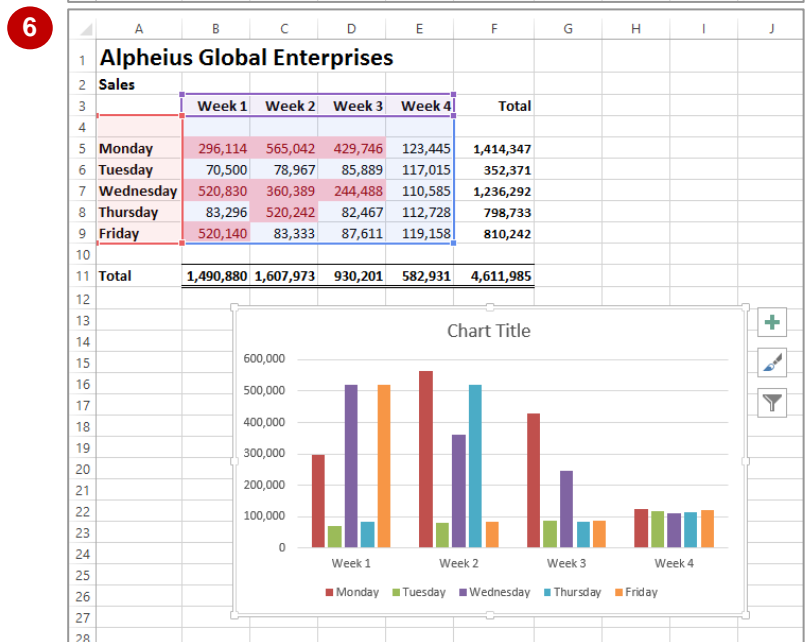 6
A B C D E F G H I J
1 Alpheius Global Enterprises
2 Sales
3 Week 1 Week 2 Week 3 Week 4 Total
4
5 Monday 296,114 565,042 429,746 123,445 1,414,347
6 Tuesday 70,500 78,967 85,889 117,015 352,371
7 Wednesday 520,830 360,389 244,488 110,585 1,236,292
8 Thursday 83,296 520,242 82,467 112,728 798,733
9 Friday 520,140 83,333 87,611 119,158 810,242
10
11 Total 1,490,880 1,607,973 930,201 582,931 4,611,985
12
13
14
15
16
17
18
19
20
21
22
23
24
25
26
27
28
Chart Title
600,000
500,000
400,000
300,000
200,000
100,000
0
Week 1 Week 2 Week 3 Week 4
Monday Tuesday Wednesday Thursday Friday